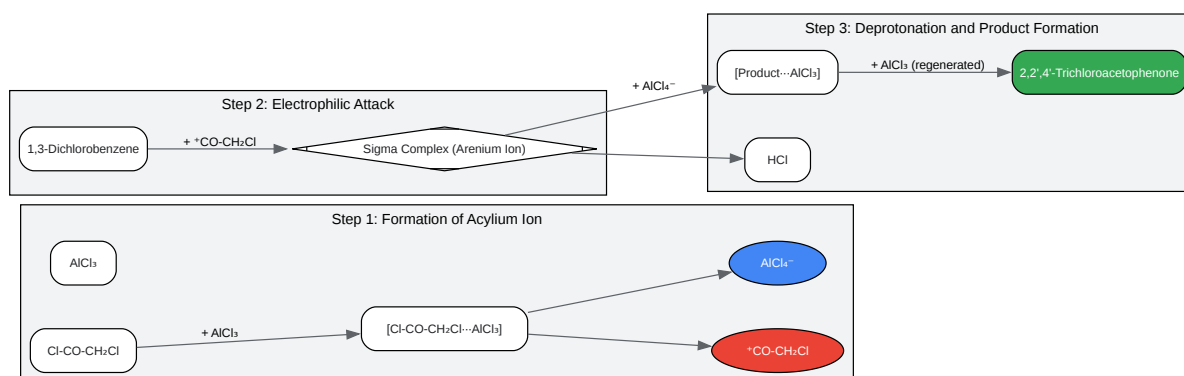 Step 3: Deprotonation and Product Formation
[Product···AlCl₃]
+ AlCl₃ (regenerated)
2,2',4'-Trichloroacetophenone
+ AlCl₄⁻
HCl
Step 2: Electrophilic Attack
1,3-Dichlorobenzene
+ ⁺CO-CH₂Cl
Sigma Complex (Arenium Ion)
Step 1: Formation of Acylium Ion
AlCl₃
AlCl₄⁻
Cl-CO-CH₂Cl
+ AlCl₃
[Cl-CO-CH₂Cl···AlCl₃]
⁺CO-CH₂Cl